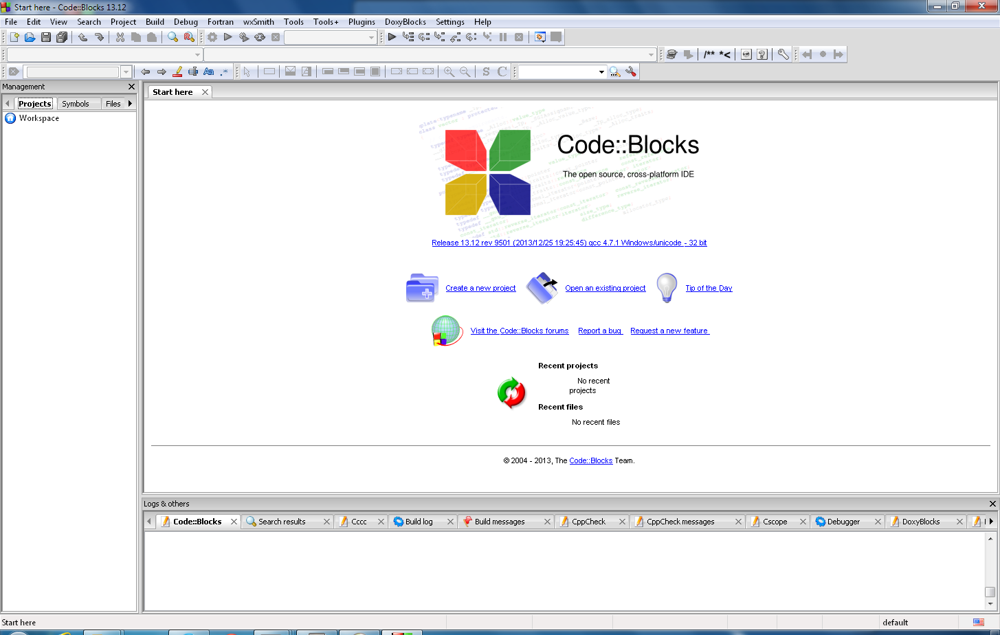 Start here - Code::Blocks 13.12
File Edit View Search Project Build Debug Fortran wxSmith Tools Tools+ Plugins DoxyBlocks Settings Help
/** *<
Aa .*
S C
Management
Projects Symbols Files
Workspace
Start here
Code::Blocks
The open source, cross-platform IDE
Release 13.12 rev 9501 (2013/12/25 19:25:45) gcc 4.7.1 Windows/unicode - 32 bit
Create a new project Open an existing project Tip of the Day
Visit the Code::Blocks forums Report a bug Request a new feature
Recent projects
No recent
projects
Recent files
No recent files
© 2004 - 2013, The Code::Blocks Team.
Logs & others
Code::Blocks Search results Cccc Build log Build messages CppCheck CppCheck messages Cscope Debugger DoxyBlocks
Start here default